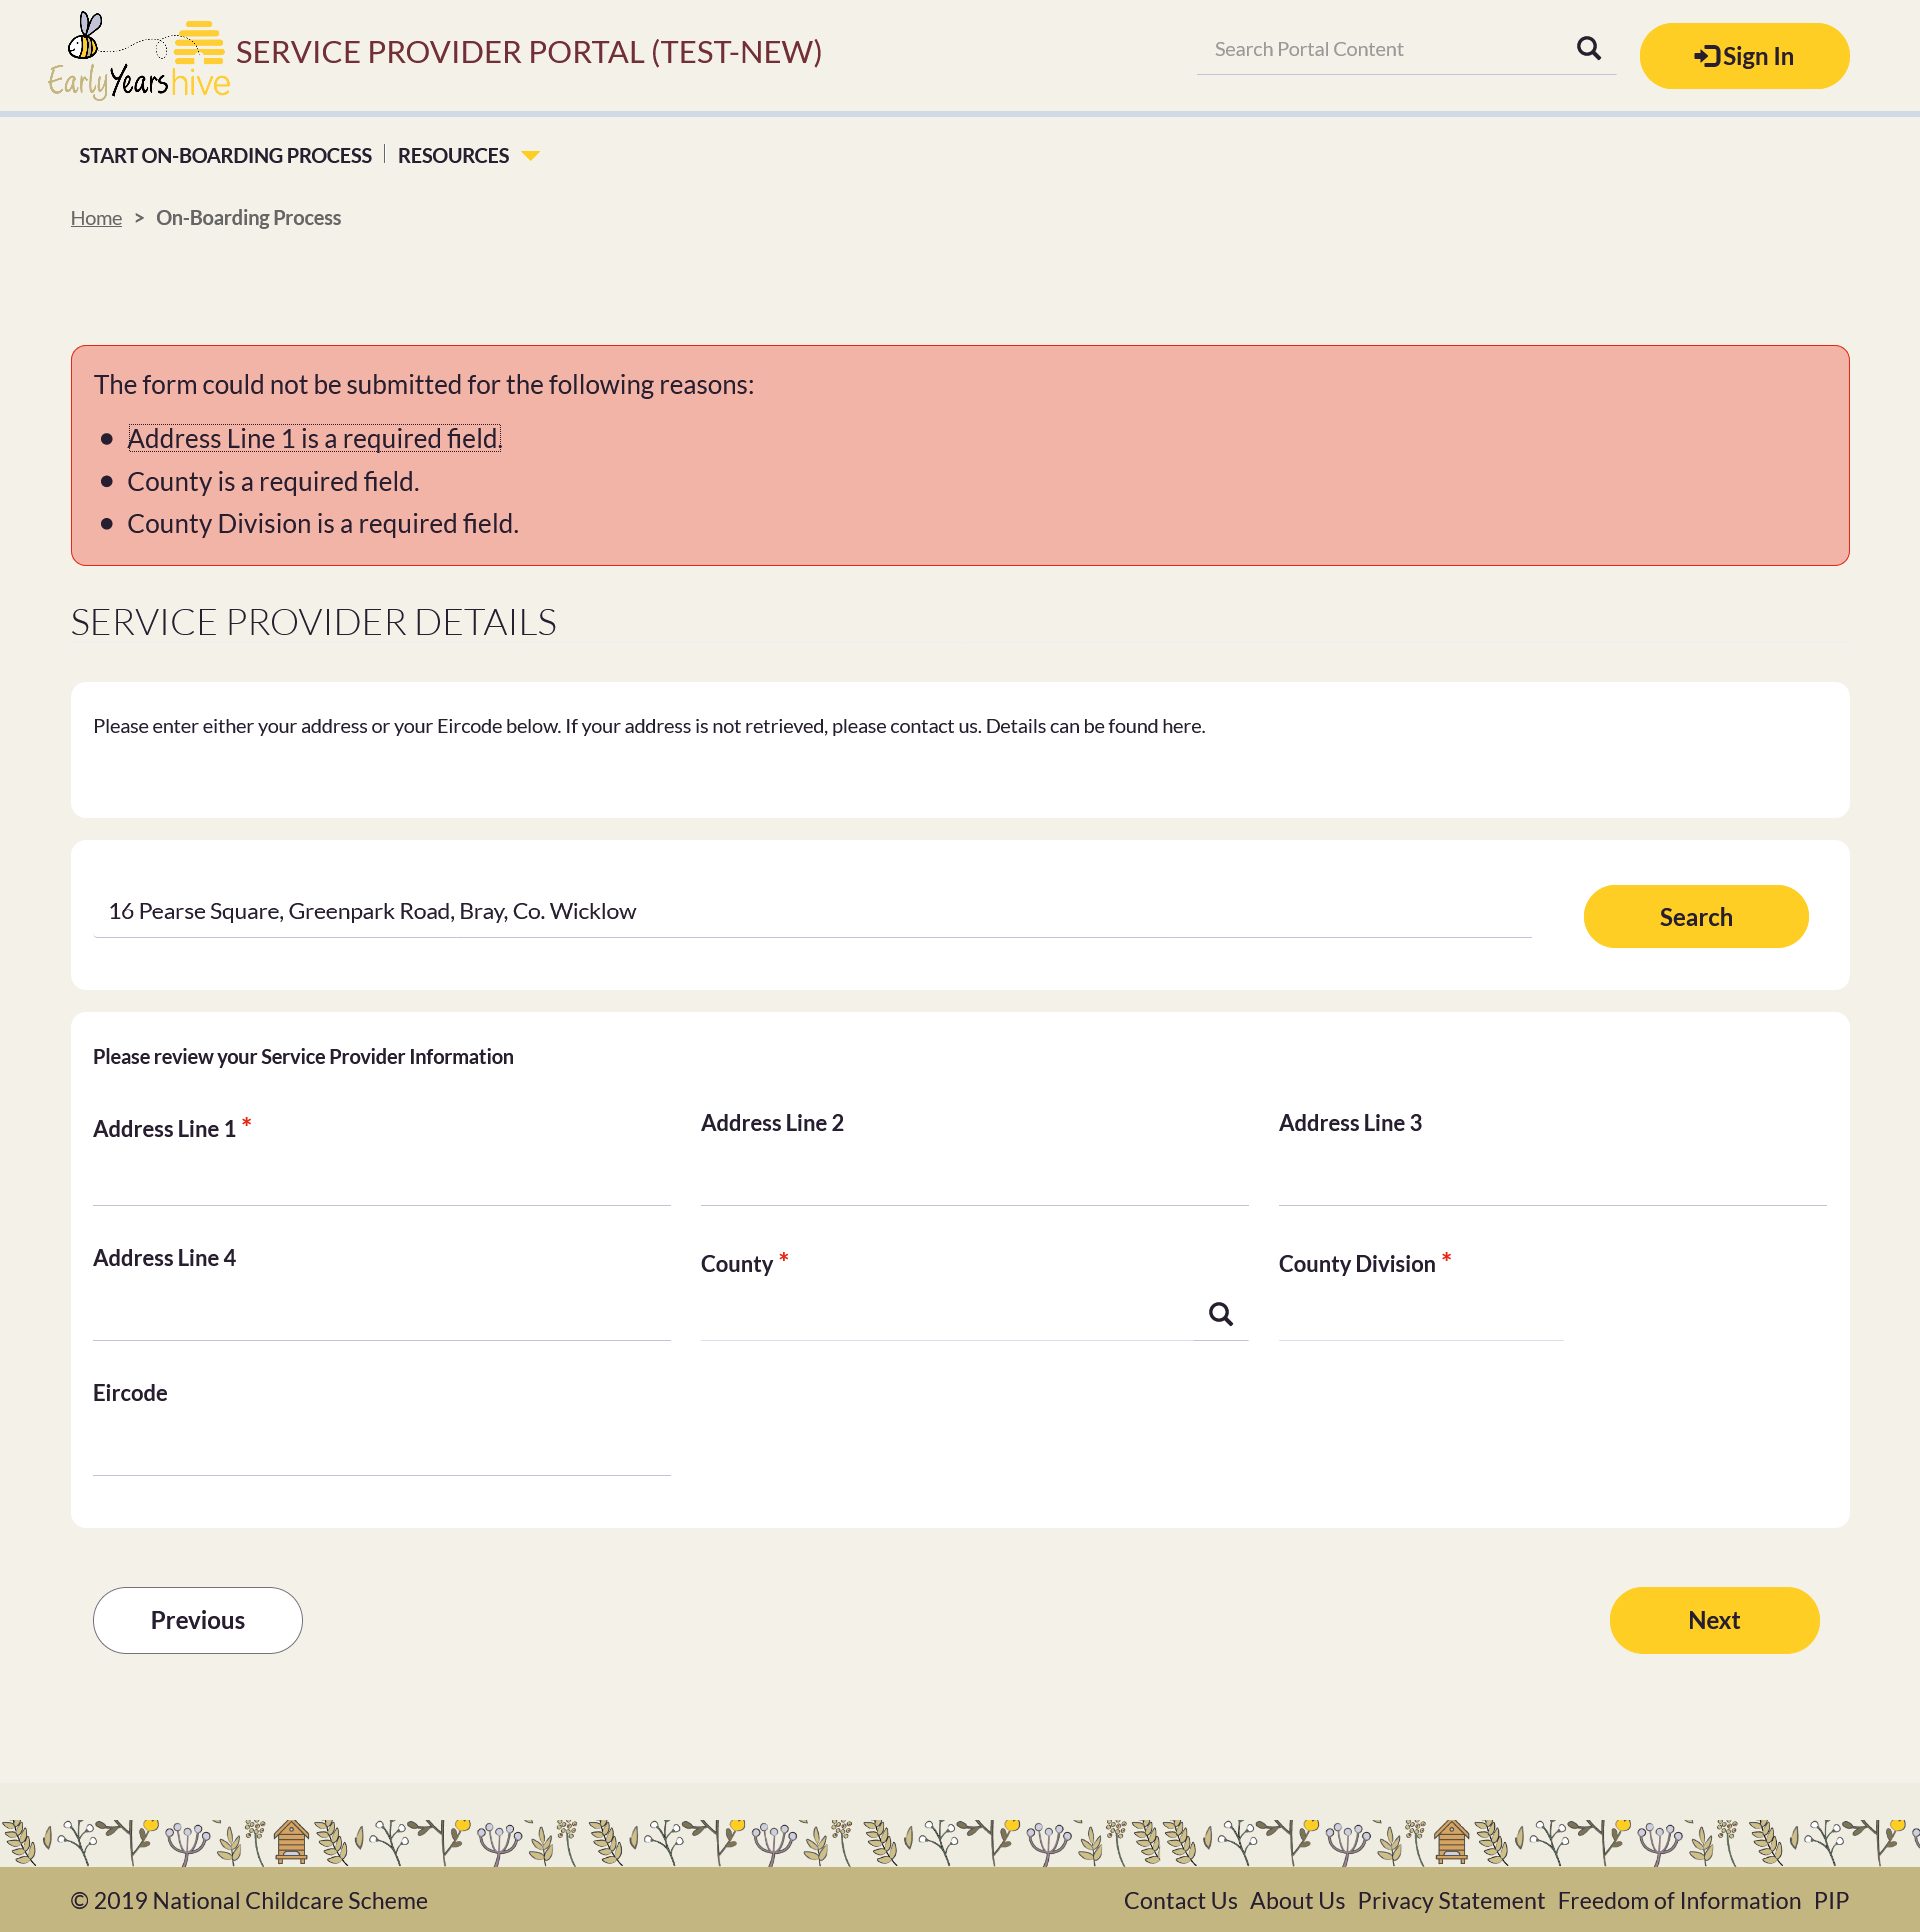 Early Years hive
SERVICE PROVIDER PORTAL (TEST-NEW)
Search Portal Content
Sign In
START ON-BOARDING PROCESS
RESOURCES
Home > On-Boarding Process
The form could not be submitted for the following reasons:
Address Line 1 is a required field.
County is a required field.
County Division is a required field.
SERVICE PROVIDER DETAILS
Please enter either your address or your Eircode below. If your address is not retrieved, please contact us. Details can be found here.
16 Pearse Square, Greenpark Road, Bray, Co. Wicklow
Search
Please review your Service Provider Information
Address Line 1 *
Address Line 2
Address Line 3
Address Line 4
County *
County Division *
Eircode
Previous
Next
© 2019 National Childcare Scheme
Contact Us About Us Privacy Statement Freedom of Information PIP